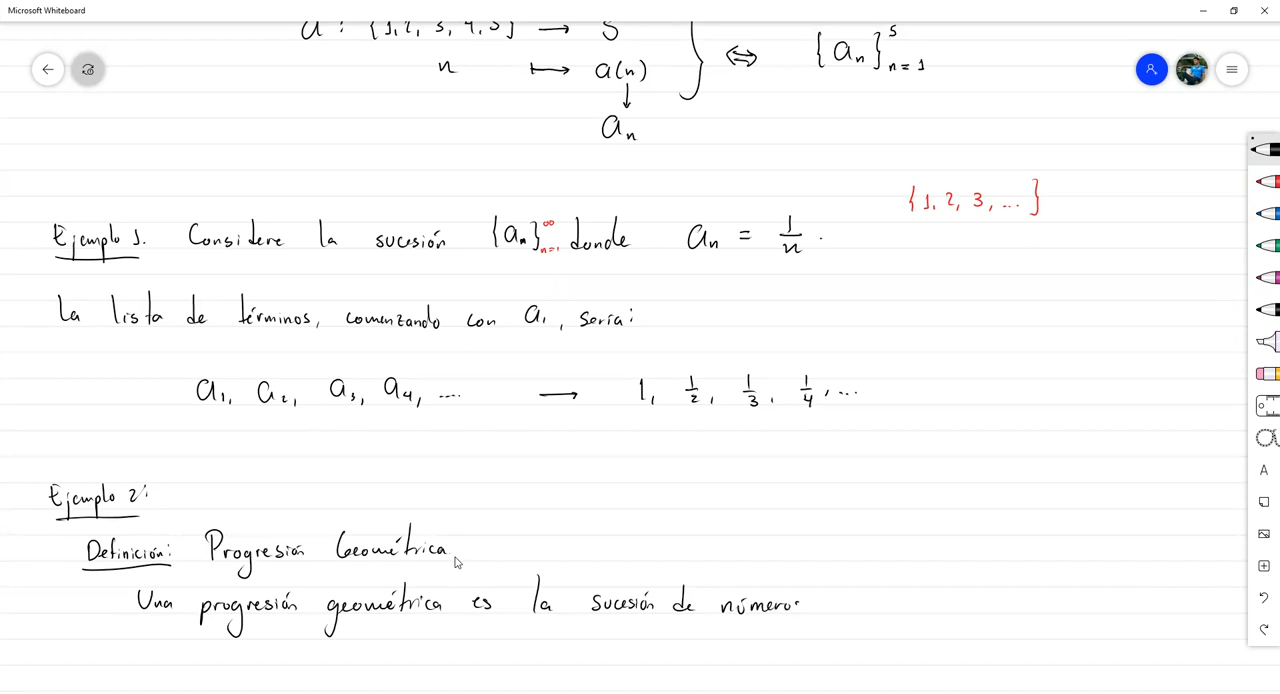 Microsoft Whiteboard
a : {1, 2, 3, 4, 5} → S
n ↦ a(n) } ⇔ {aₙ}⁵ₙ₌₁
↓
aₙ
{1, 2, 3, ...}
Ejemplo 1. Considere la sucesión {aₙ}^∞ₙ₌₁ donde aₙ = 1/n .
La lista de términos, comenzando con a₁, sería:
a₁, a₂, a₃, a₄, .... → 1, 1/2, 1/3, 1/4, ...
Ejemplo 2:
Definición: Progresión Geométrica
Una progresión geométrica es la sucesión de número